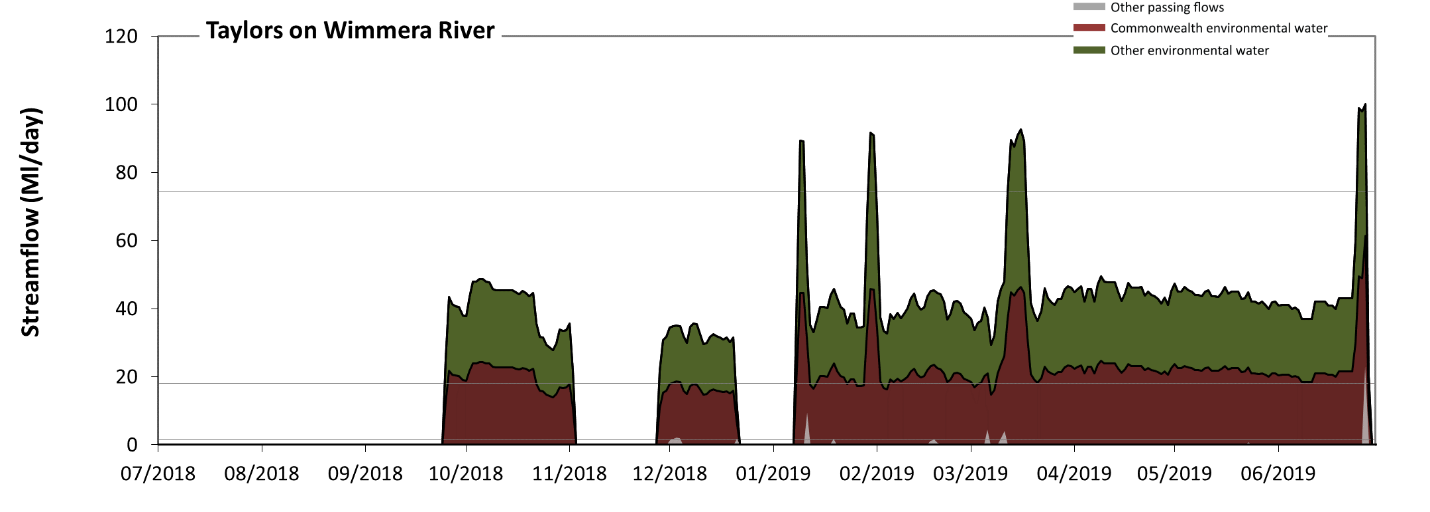 Other passing flows
Taylors on Wimmera River
Commonwealth environmental water
Other environmental water
Streamflow (Ml/day)
120
100
80
60
40
20
0
07/2018 08/2018 09/2018 10/2018 11/2018 12/2018 01/2019 02/2019 03/2019 04/2019 05/2019 06/2019